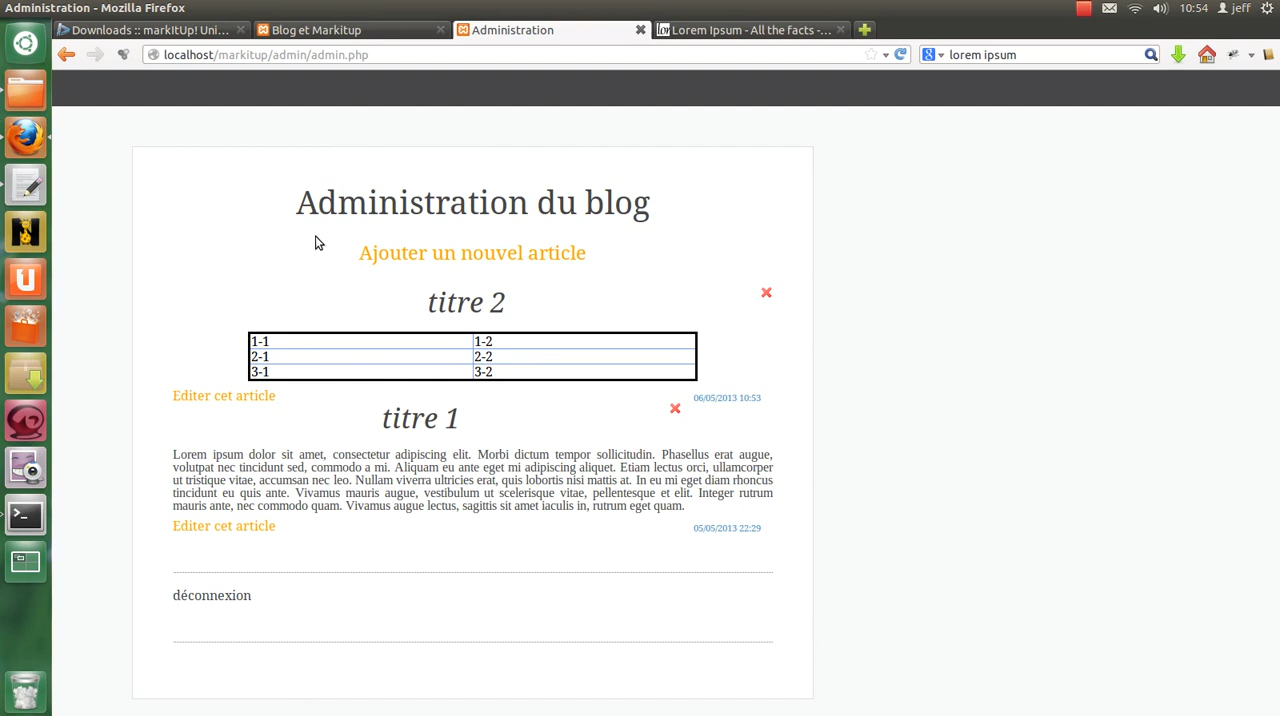 Administration - Mozilla Firefox
10:54 jeff
Downloads :: markItUp! Uni...
Blog et Markitup
Administration
Lorem Ipsum - All the facts -...
localhost/markitup/admin/admin.php
lorem ipsum
Administration du blog
Ajouter un nouvel article
titre 2
1-1 1-2
2-1 2-2
3-1 3-2
Editer cet article 06/05/2013 10:53
titre 1
Lorem ipsum dolor sit amet, consectetur adipiscing elit. Morbi dictum tempor sollicitudin. Phasellus erat augue,
volutpat nec tincidunt sed, commodo a mi. Aliquam eu ante eget mi adipiscing aliquet. Etiam lectus orci, ullamcorper
ut tristique vitae, accumsan nec leo. Nullam viverra ultricies erat, quis lobortis nisi mattis at. In eu mi eget diam rhoncus
tincidunt eu quis ante. Vivamus mauris augue, vestibulum ut scelerisque vitae, pellentesque et elit. Integer rutrum
mauris ante, nec commodo quam. Vivamus augue lectus, sagittis sit amet iaculis in, rutrum eget quam.
Editer cet article 05/05/2013 22:29
déconnexion